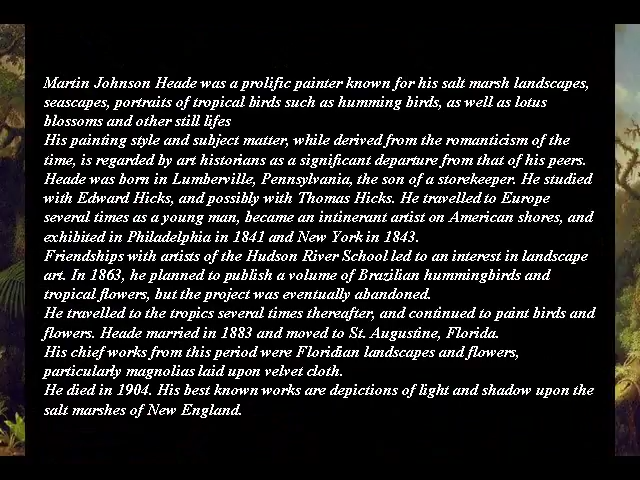 Martin Johnson Heade was a prolific painter known for his salt marsh landscapes,
seascapes, portraits of tropical birds such as humming birds, as well as lotus
blossoms and other still lifes
His painting style and subject matter, while derived from the romanticism of the
time, is regarded by art historians as a significant departure from that of his peers.
Heade was born in Lumberville, Pennsylvania, the son of a storekeeper. He studied
with Edward Hicks, and possibly with Thomas Hicks. He travelled to Europe
several times as a young man, became an intinerant artist on American shores, and
exhibited in Philadelphia in 1841 and New York in 1843.
Friendships with artists of the Hudson River School led to an interest in landscape
art. In 1863, he planned to publish a volume of Brazilian hummingbirds and
tropical flowers, but the project was eventually abandoned.
He travelled to the tropics several times thereafter, and continued to paint birds and
flowers. Heade married in 1883 and moved to St. Augustine, Florida.
His chief works from this period were Floridian landscapes and flowers,
particularly magnolias laid upon velvet cloth.
He died in 1904. His best known works are depictions of light and shadow upon the
salt marshes of New England.